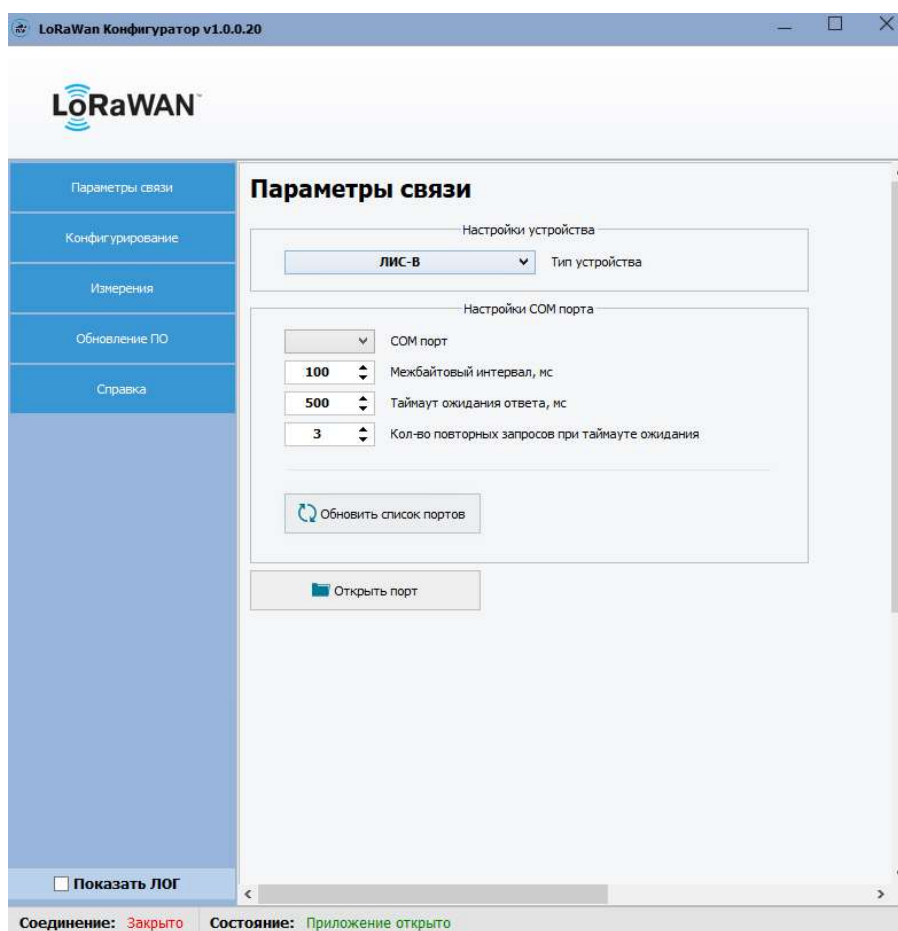 LoRaWan Конфигуратор v1.0.0.20
LoRaWAN™
Параметры связи
Конфигурирование
Измерения
Обновление ПО
Справка
Параметры связи
Настройки устройства
ЛИС-В Тип устройства
Настройки COM порта
COM порт
100 Межбайтовый интервал, мс
500 Таймаут ожидания ответа, мс
3 Кол-во повторных запросов при таймауте ожидания
Обновить список портов
Открыть порт
Показать ЛОГ
Соединение: Закрыто Состояние: Приложение открыто